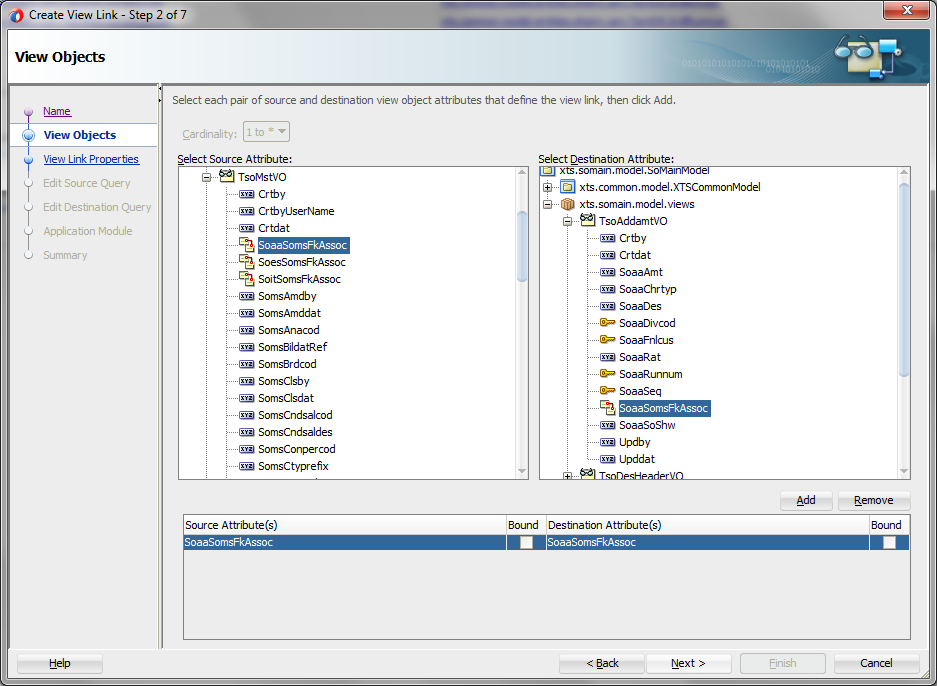 Create View Link - Step 2 of 7
View Objects
Name
View Objects
View Link Properties
Edit Source Query
Edit Destination Query
Application Module
Summary
Select each pair of source and destination view object attributes that define the view link, then click Add.
Cardinality: 1 to *
Select Source Attribute:
TsoMstVO
Crtby
CrtbyUserName
Crtdat
SoaaSomsFkAssoc
SoesSomsFkAssoc
SoitSomsFkAssoc
SomsAmdby
SomsAmddat
SomsAnacod
SomsBildatRef
SomsBrdcod
SomsClsby
SomsClsdat
SomsCndsalcod
SomsCndsaldes
SomsConpercod
SomsCtyprefix
Select Destination Attribute:
xts.somain.model.SoMainModel
xts.common.model.XTSCommonModel
xts.somain.model.views
TsoAddamtVO
Crtby
Crtdat
SoaaAmt
SoaaChrtyp
SoaaDes
SoaaDivcod
SoaaFnlcus
SoaaRat
SoaaRunnum
SoaaSeq
SoaaSomsFkAssoc
SoaaSoShw
Updby
Upddat
TsoDesHeaderVO
Add Remove
Source Attribute(s) Bound Destination Attribute(s) Bound
SoaaSomsFkAssoc SoaaSomsFkAssoc
Help < Back Next > Finish Cancel